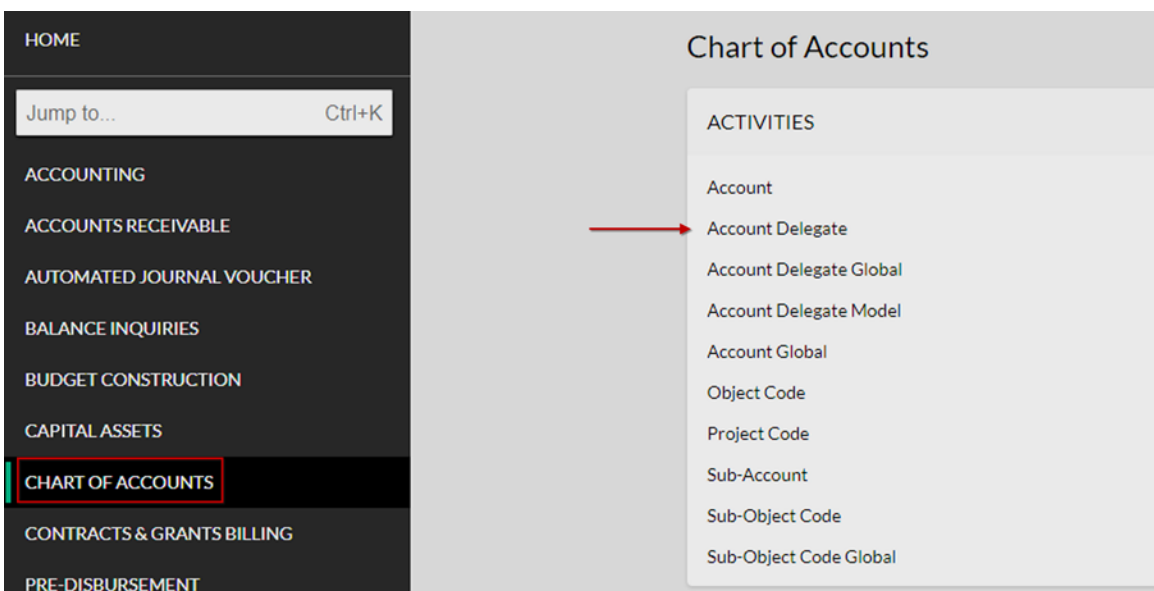 HOME
Jump to... Ctrl+K
ACCOUNTING
ACCOUNTS RECEIVABLE
AUTOMATED JOURNAL VOUCHER
BALANCE INQUIRIES
BUDGET CONSTRUCTION
CAPITAL ASSETS
CHART OF ACCOUNTS
CONTRACTS & GRANTS BILLING
PRE-DISBURSEMENT
Chart of Accounts
ACTIVITIES
Account
Account Delegate
Account Delegate Global
Account Delegate Model
Account Global
Object Code
Project Code
Sub-Account
Sub-Object Code
Sub-Object Code Global